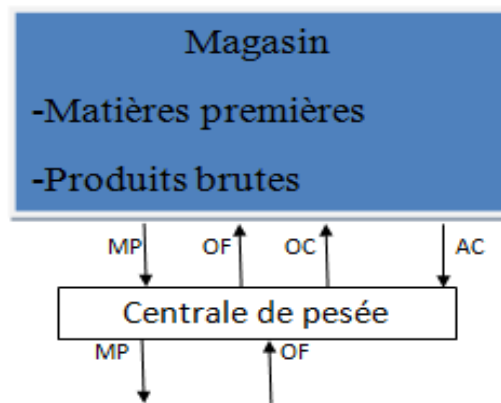 Magasin
-Matières premières
-Produits brutes
MP OF OC AC
Centrale de pesée
MP OF